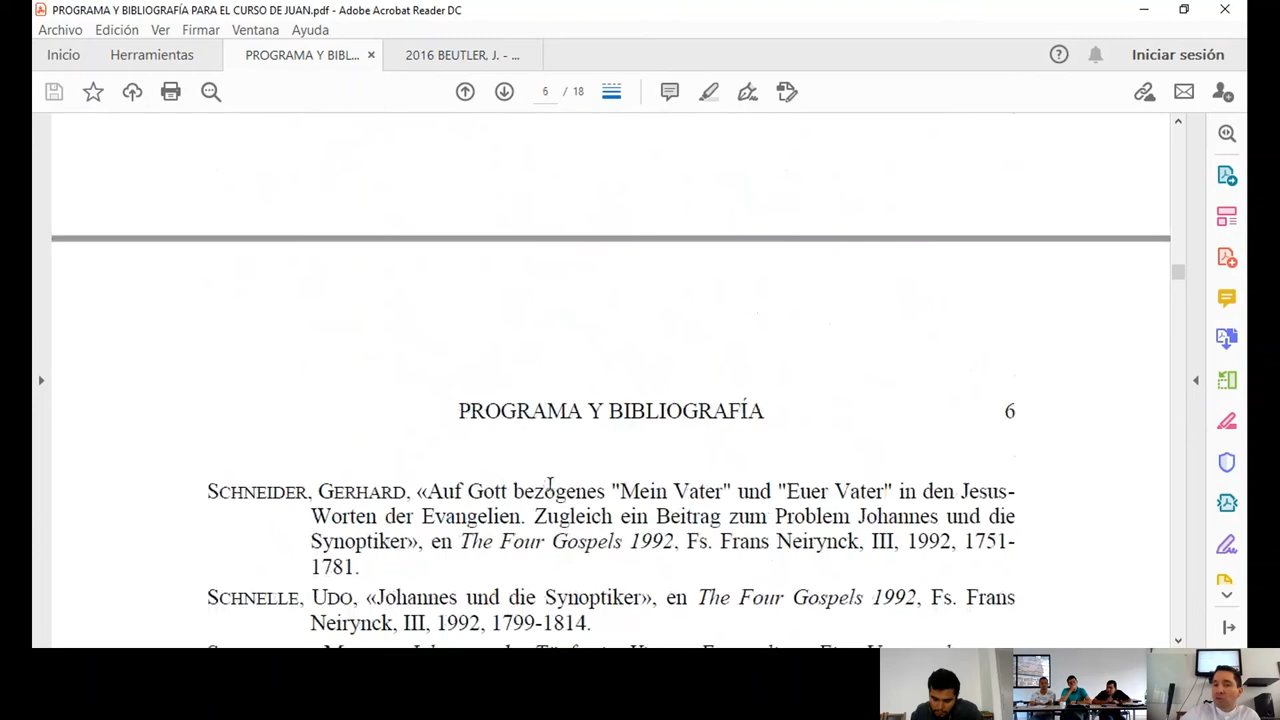 PROGRAMA Y BIBLIOGRAFÍA PARA EL CURSO DE JUAN.pdf - Adobe Acrobat Reader DC
Archivo Edición Ver Firmar Ventana Ayuda
Inicio Herramientas PROGRAMA Y BIBL... × 2016 BEUTLER, J. - ... Iniciar sesión
6 / 18
PROGRAMA Y BIBLIOGRAFÍA 6
SCHNEIDER, GERHARD, «Auf Gott bezogenes "Mein Vater" und "Euer Vater" in den Jesus-
Worten der Evangelien. Zugleich ein Beitrag zum Problem Johannes und die
Synoptiker», en The Four Gospels 1992, Fs. Frans Neirynck, III, 1992, 1751-
1781.
SCHNELLE, UDO, «Johannes und die Synoptiker», en The Four Gospels 1992, Fs. Frans
Neirynck, III, 1992, 1799-1814.